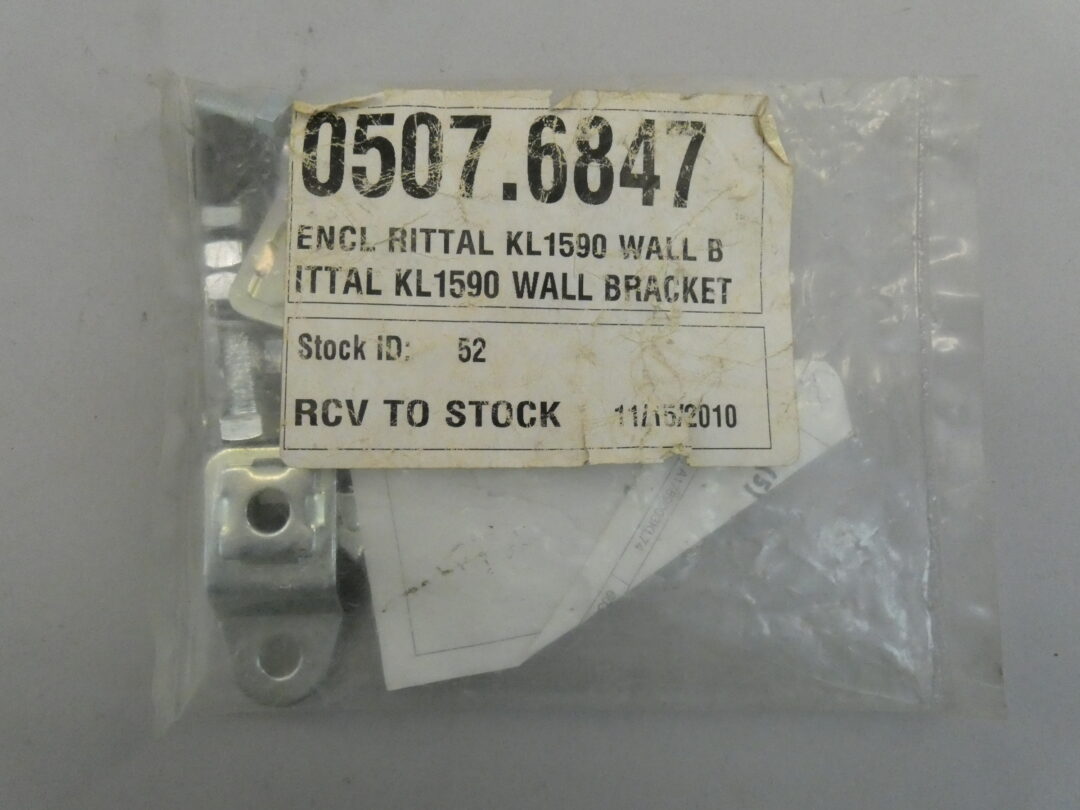 0507.6847
ENCL RITTAL KL1590 WALL B
ITTAL KL1590 WALL BRACKET
Stock ID: 52
RCV TO STOCK 11/15/2010
(5)